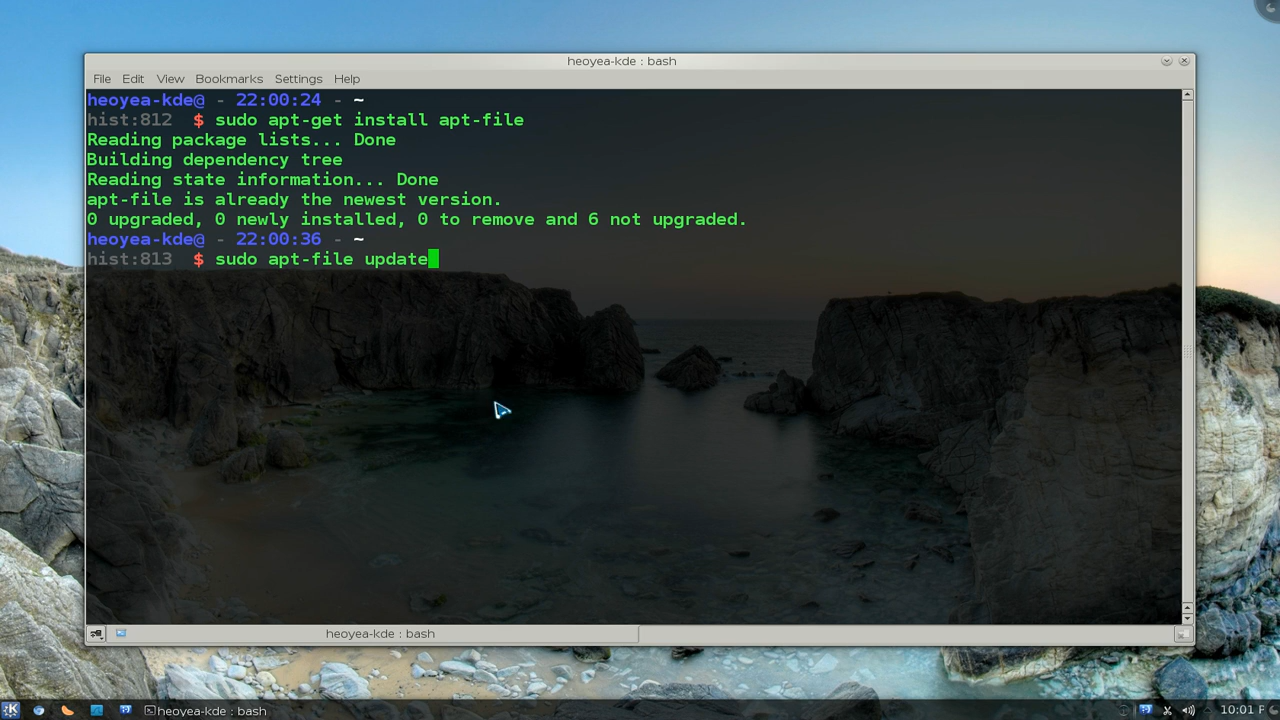 heoyea-kde : bash
File Edit View Bookmarks Settings Help
heoyea-kde@ - 22:00:24 - ~
hist:812 $ sudo apt-get install apt-file
Reading package lists... Done
Building dependency tree
Reading state information... Done
apt-file is already the newest version.
0 upgraded, 0 newly installed, 0 to remove and 6 not upgraded.
heoyea-kde@ - 22:00:36 - ~
hist:813 $ sudo apt-file update
heoyea-kde : bash
heoyea-kde : bash
10:01 P